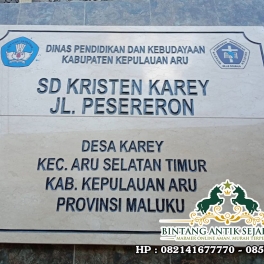 DINAS PENDIDIKAN DAN KEBUDAYAAN
KABUPATEN KEPULAUAN ARU
SD KRISTEN KAREY
JL. PESERERON
DESA KAREY
KEC. ARU SELATAN TIMUR
KAB. KEPULAUAN ARU
PROVINSI MALUKU
BINTANG ANTIK SEJAH
HP : 082141677770 - 085